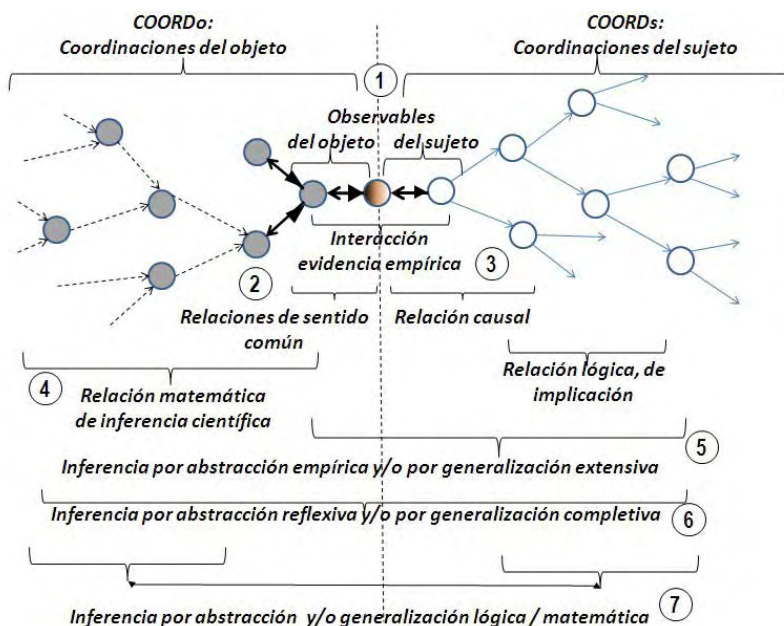 COORDo:
Coordinaciones del objeto
COORDs:
Coordinaciones del sujeto
1
Observables
del objeto
del sujeto
Interacción
evidencia empírica
3
2
Relaciones de sentido
común
Relación causal
4
Relación matemática
de inferencia científica
Relación lógica, de
implicación
5
Inferencia por abstracción empírica y/o por generalización extensiva
Inferencia por abstracción reflexiva y/o por generalización completiva
6
7
Inferencia por abstracción y/o generalización lógica / matemática